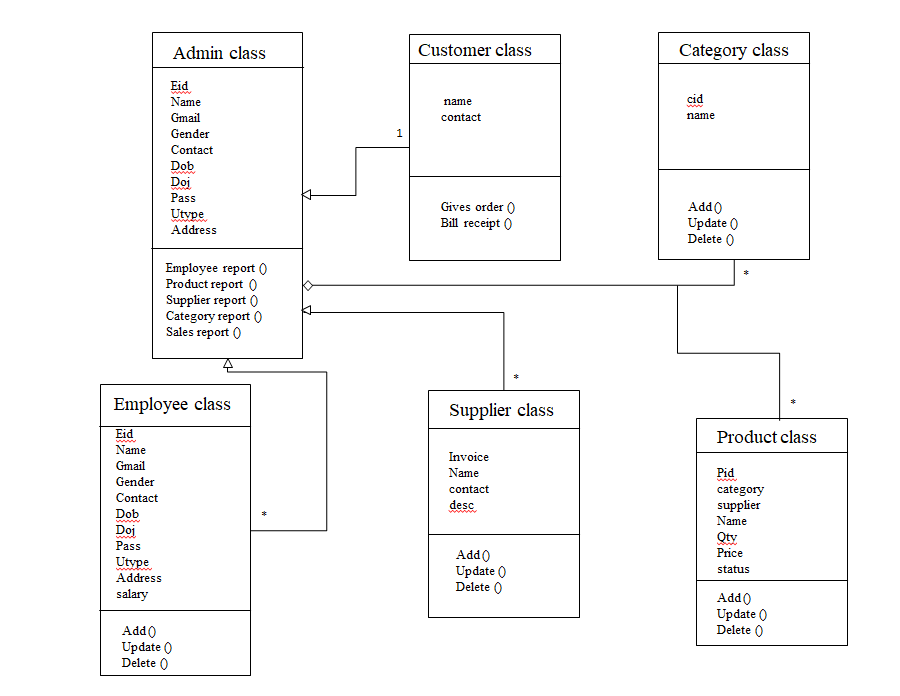 Admin class
Eid
Name
Gmail
Gender
Contact
Dob
Doj
Pass
Utype
Address
Employee report ()
Product report ()
Supplier report ()
Category report ()
Sales report ()
1
Customer class
name
contact
Gives order ()
Bill receipt ()
Category class
cid
name
Add ()
Update ()
Delete ()
*
Employee class
Eid
Name
Gmail
Gender
Contact
Dob
Doj
Pass
Utype
Address
salary
Add ()
Update ()
Delete ()
*
*
Supplier class
Invoice
Name
contact
desc
Add ()
Update ()
Delete ()
*
Product class
Pid
category
supplier
Name
Qty
Price
status
Add ()
Update ()
Delete ()